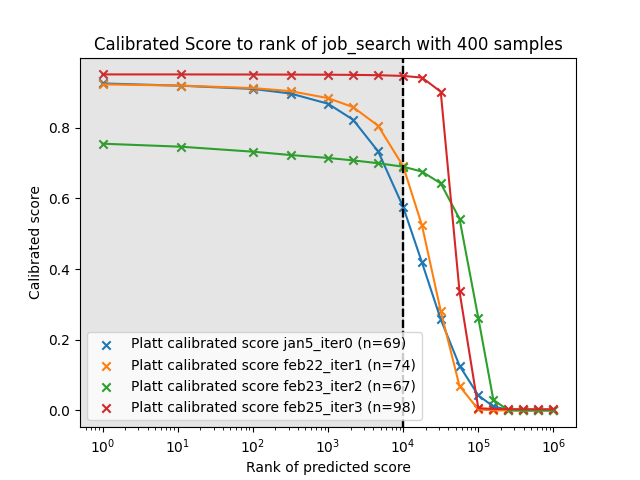 Calibrated Score to rank of job_search with 400 samples
Calibrated score
0.8
0.6
0.4
0.2
0.0
Platt calibrated score jan5_iter0 (n=69)
Platt calibrated score feb22_iter1 (n=74)
Platt calibrated score feb23_iter2 (n=67)
Platt calibrated score feb25_iter3 (n=98)
10⁰ 10¹ 10² 10³ 10⁴ 10⁵ 10⁶
Rank of predicted score